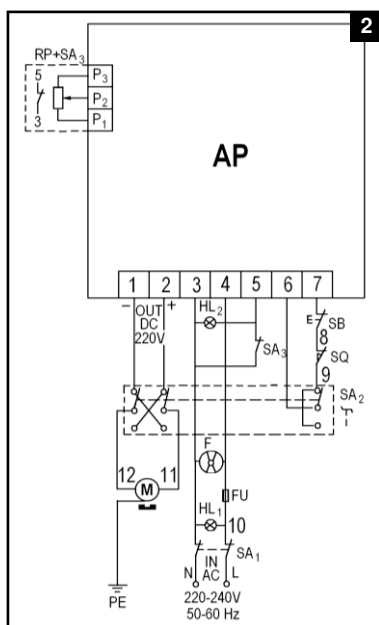 2
RP+SA3
5
3
P3
P2
P1
AP
1 2 3 4 5 6 7
− OUT +
DC
220V
HL2
SA3
E SB
8
SQ
9
SA2
F
12 11
M
FU
HL1 10
SA1
N IN L
AC
PE
220-240V
50-60 Hz